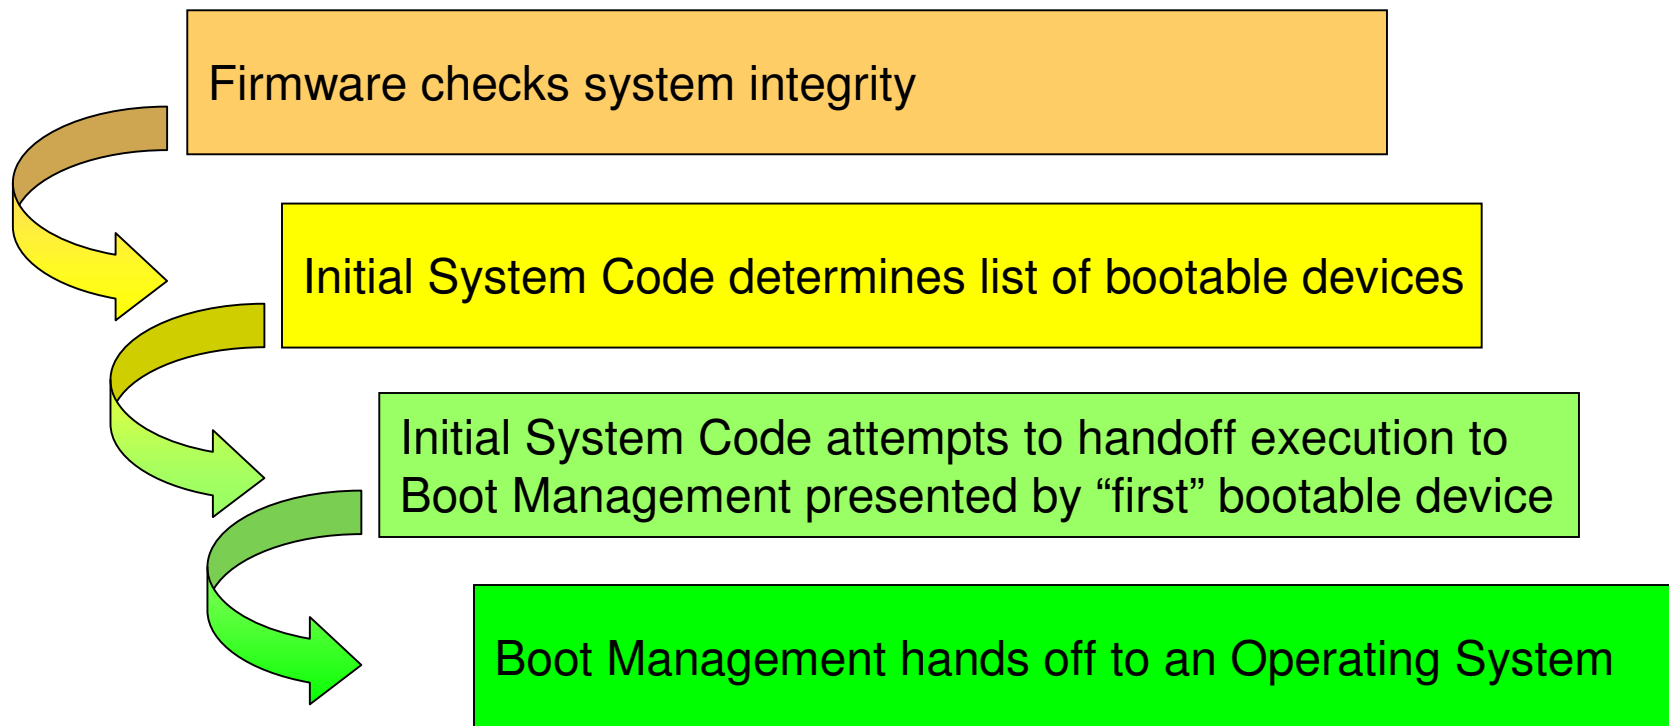 Firmware checks system integrity
Initial System Code determines list of bootable devices
Initial System Code attempts to handoff execution to
Boot Management presented by “first” bootable device
Boot Management hands off to an Operating System